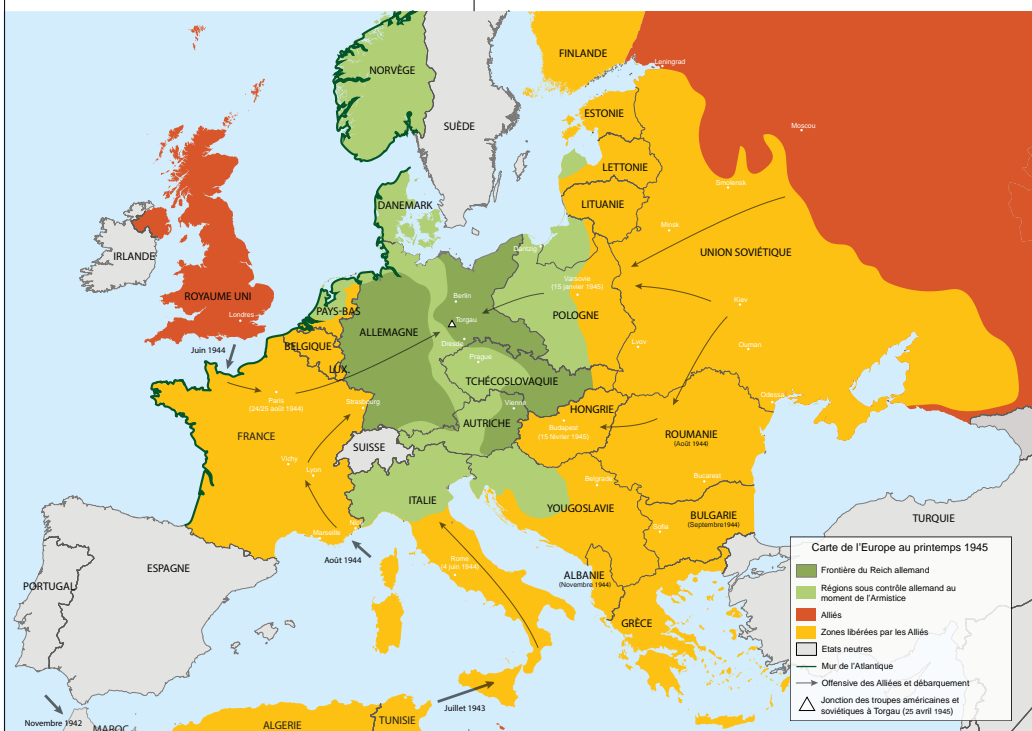 FINLANDE
Leningrad
NORVÈGE
ESTONIE
SUÈDE
Moscou
LETTONIE
Smolensk
LITUANIE
DANEMARK
Minsk
IRLANDE
Dantzig
UNION SOVIÉTIQUE
ROYAUME UNI
Londres
PAYS-BAS
Berlin
Varsovie
(15 janvier 1945)
Kiev
Torgau
POLOGNE
ALLEMAGNE
Juin 1944
BELGIQUE
Dresde
Lvov
Ouman
LUX.
Prague
TCHÉCOSLOVAQUIE
Paris
(24/25 août 1944)
Strasbourg
Vienne
HONGRIE
Odessa
AUTRICHE
Budapest
(15 février 1945)
FRANCE
SUISSE
ROUMANIE
(Août 1944)
Vichy
Lyon
Belgrade
Bucarest
ITALIE
YOUGOSLAVIE
BULGARIE
(Septembre1944)
Marseille
Sofia
TURQUIE
Août 1944
Rome
(4 juin 1944)
ESPAGNE
ALBANIE
(Novembre 1944)
PORTUGAL
GRÈCE
Juillet 1943
Novembre 1942
MAROC
ALGERIE
TUNISIE
Carte de l'Europe au printemps 1945
Frontière du Reich allemand
Régions sous contrôle allemand au
moment de l'Armistice
Alliés
Zones libérées par les Alliés
Etats neutres
Mur de l'Atlantique
Offensive des Alliées et débarquement
Jonction des troupes américaines et
soviétiques à Torgau (25 avril 1945)